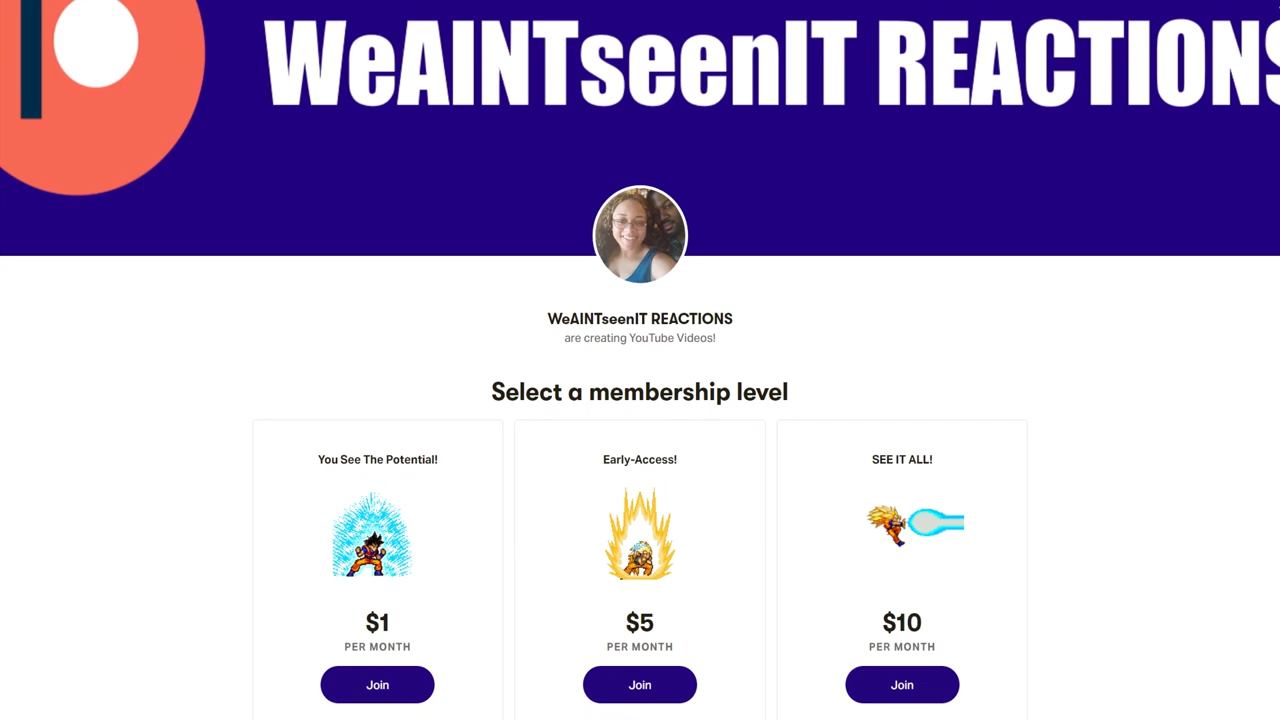 WeAINTseenIT REACTIONS
WeAINTseenIT REACTIONS
are creating YouTube Videos!
Select a membership level
You See The Potential!
Early-Access!
SEE IT ALL!
$1
$5
$10
PER MONTH
PER MONTH
PER MONTH
Join
Join
Join